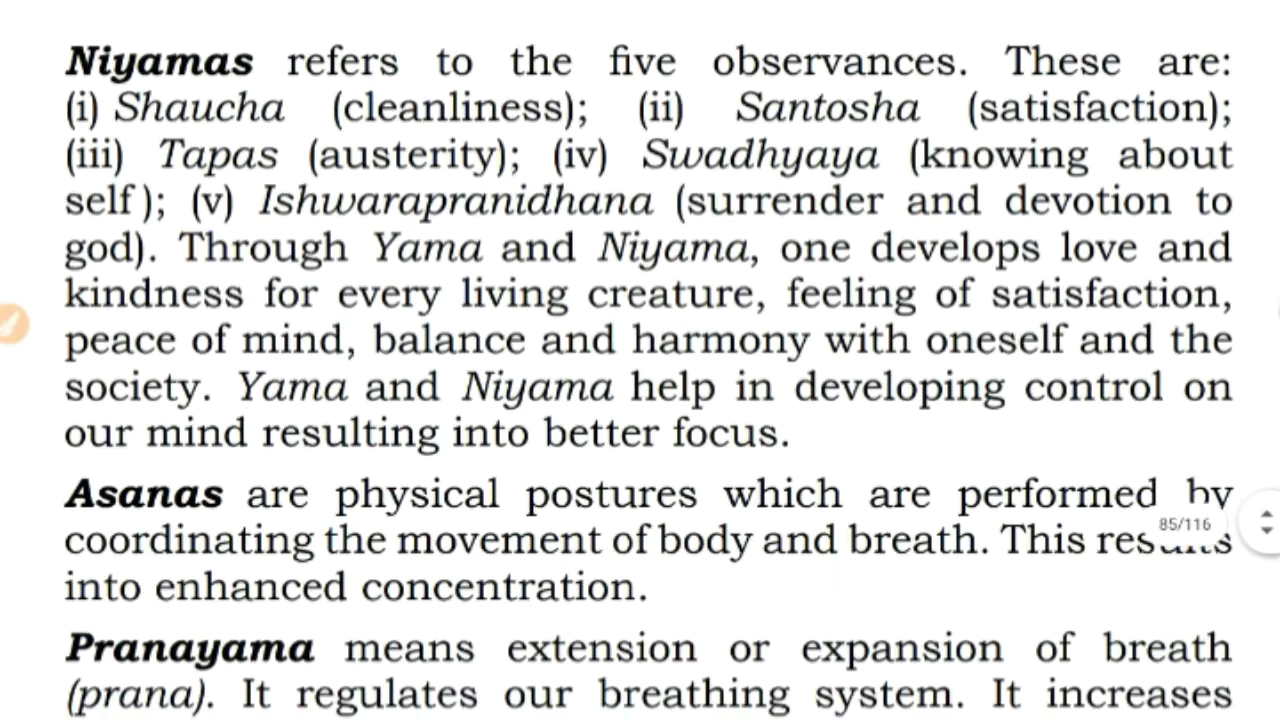 Niyamas refers to the five observances. These are:
(i) Shaucha (cleanliness); (ii) Santosha (satisfaction);
(iii) Tapas (austerity); (iv) Swadhyaya (knowing about
self); (v) Ishwarapranidhana (surrender and devotion to
god). Through Yama and Niyama, one develops love and
kindness for every living creature, feeling of satisfaction,
peace of mind, balance and harmony with oneself and the
society. Yama and Niyama help in developing control on
our mind resulting into better focus.
Asanas are physical postures which are performed by
85/116
coordinating the movement of body and breath. This results
into enhanced concentration.
Pranayama means extension or expansion of breath
(prana). It regulates our breathing system. It increases